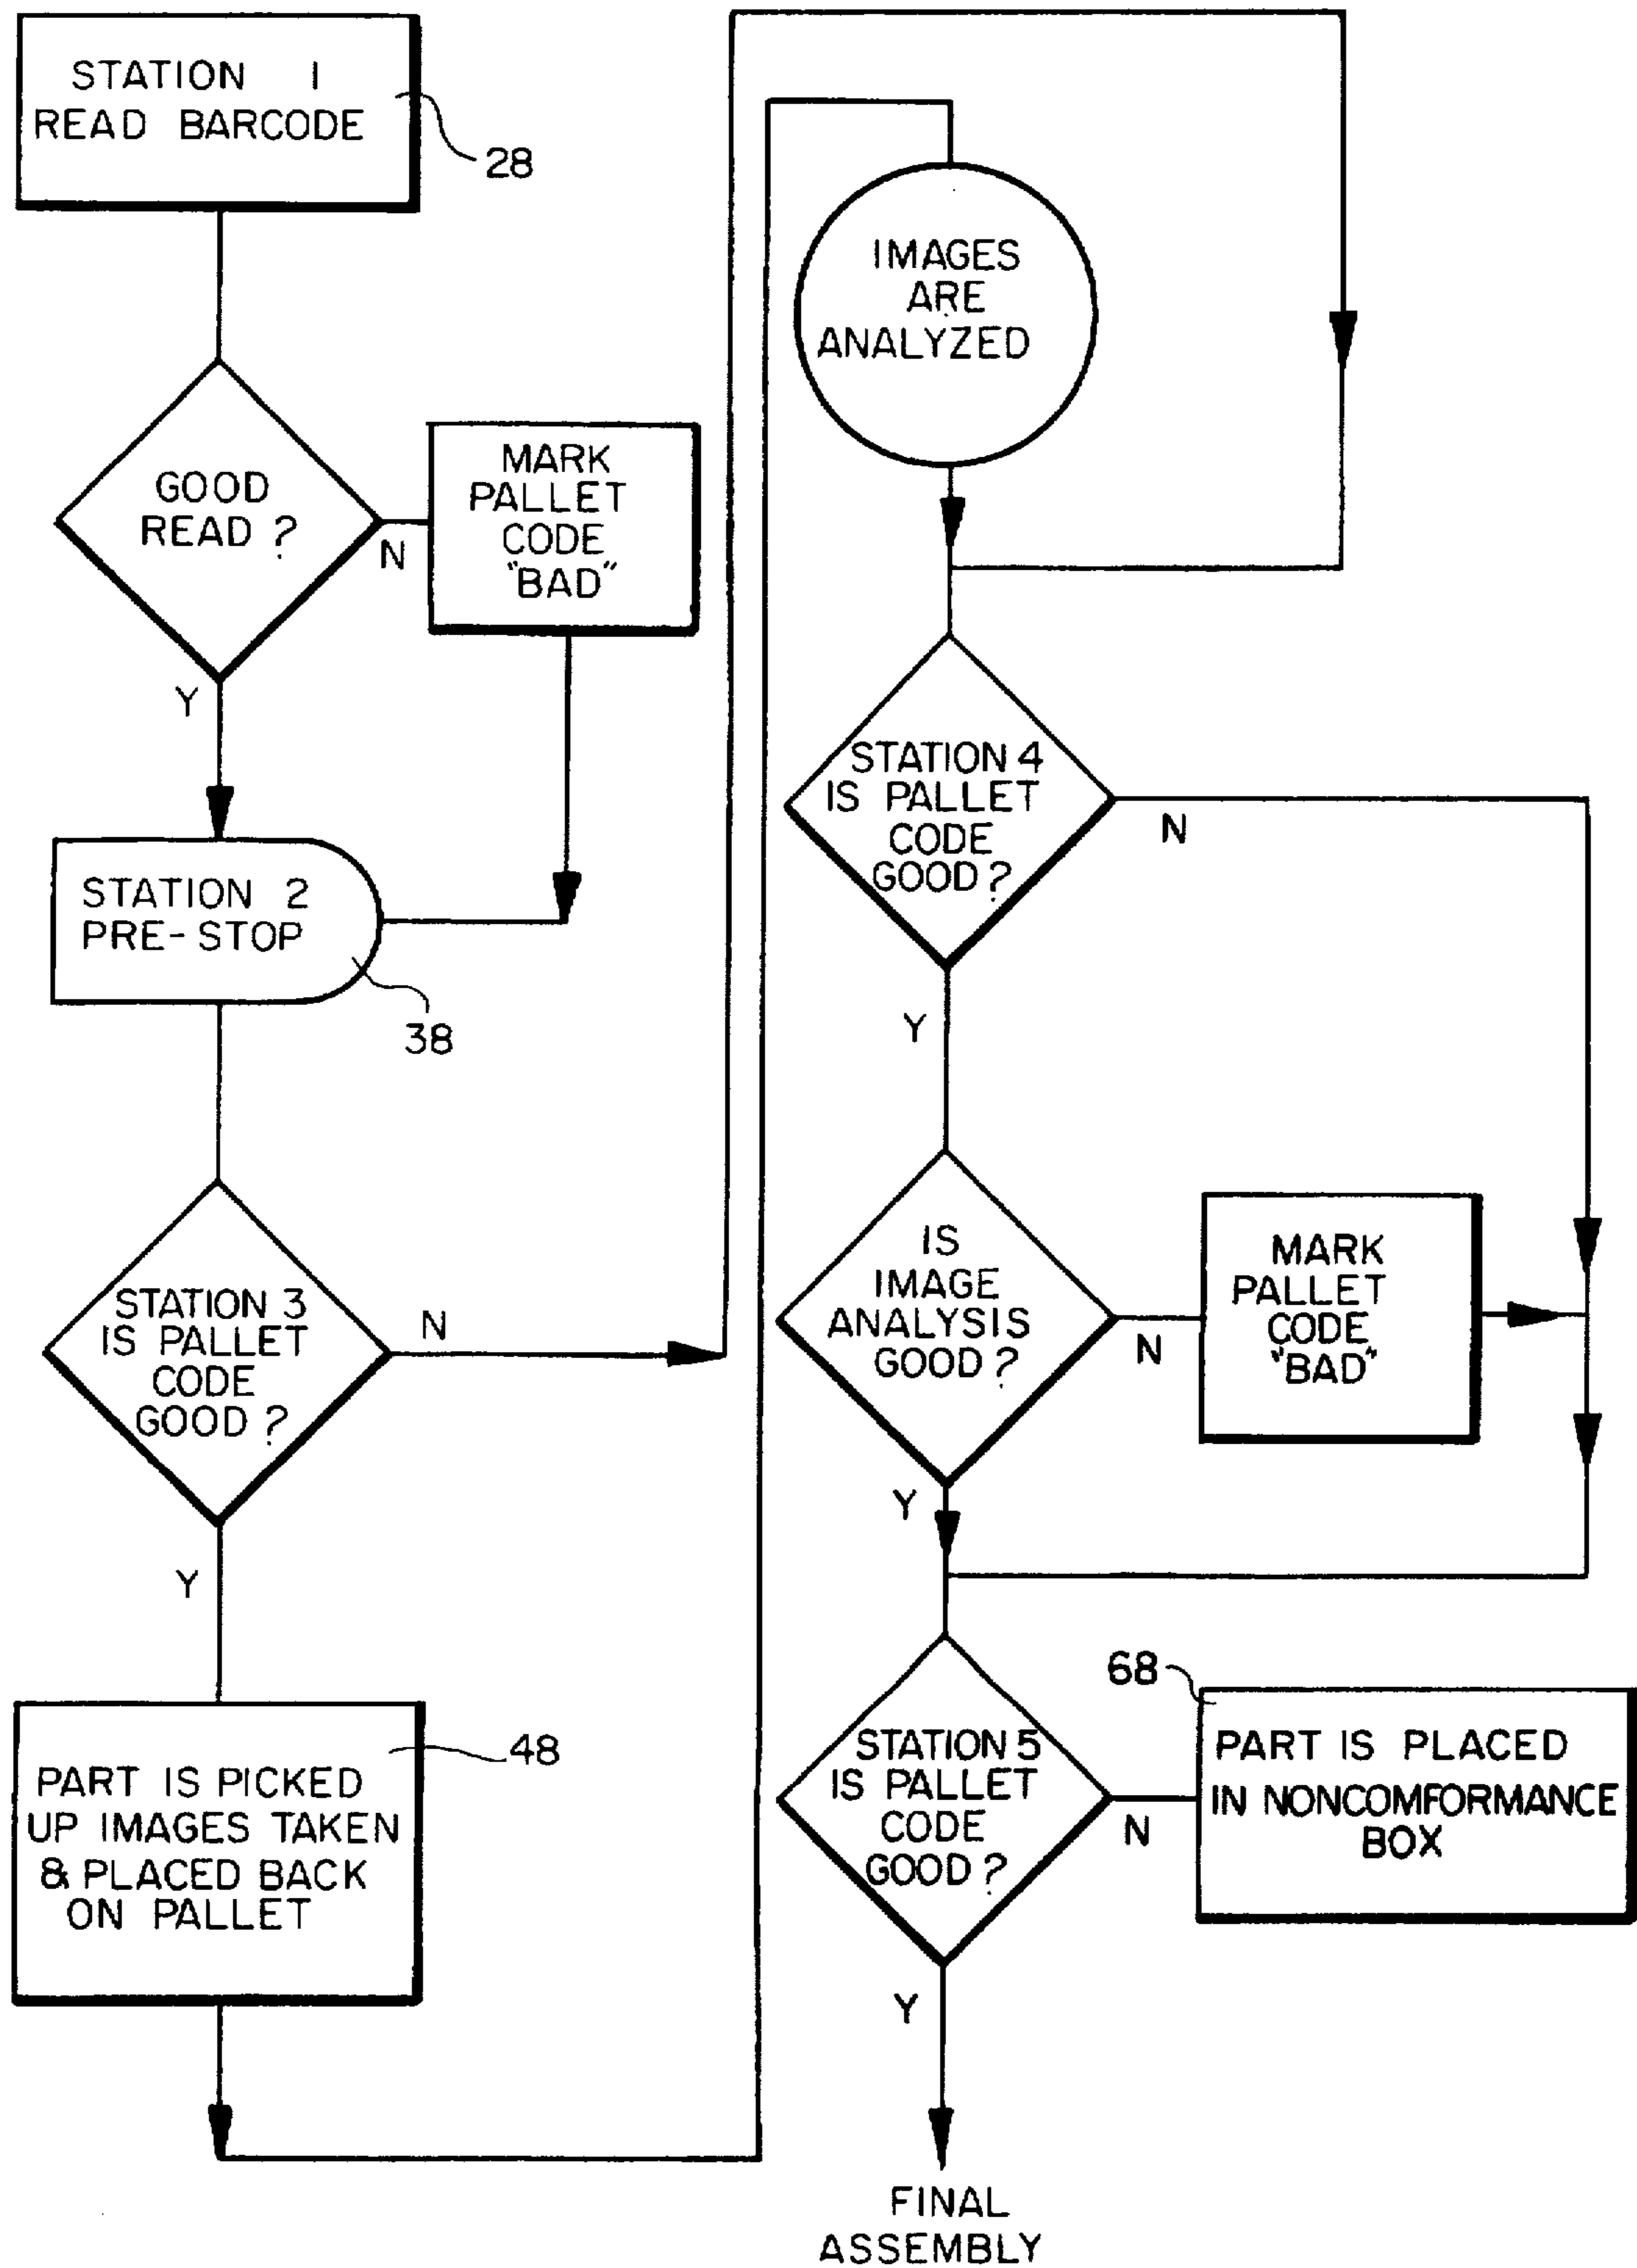 STATION 1
READ BARCODE
28
GOOD
READ ?
N
MARK
PALLET
CODE
"BAD"
Y
STATION 2
PRE-STOP
38
STATION 3
IS PALLET
CODE
GOOD ?
N
Y
PART IS PICKED
UP IMAGES TAKEN
& PLACED BACK
ON PALLET
48
IMAGES
ARE
ANALYZED
STATION 4
IS PALLET
CODE
GOOD ?
N
Y
IS
IMAGE
ANALYSIS
GOOD ?
N
MARK
PALLET
CODE
"BAD"
Y
STATION 5
IS PALLET
CODE
GOOD ?
N
68
PART IS PLACED
IN NONCOMFORMANCE
BOX
Y
FINAL
ASSEMBLY